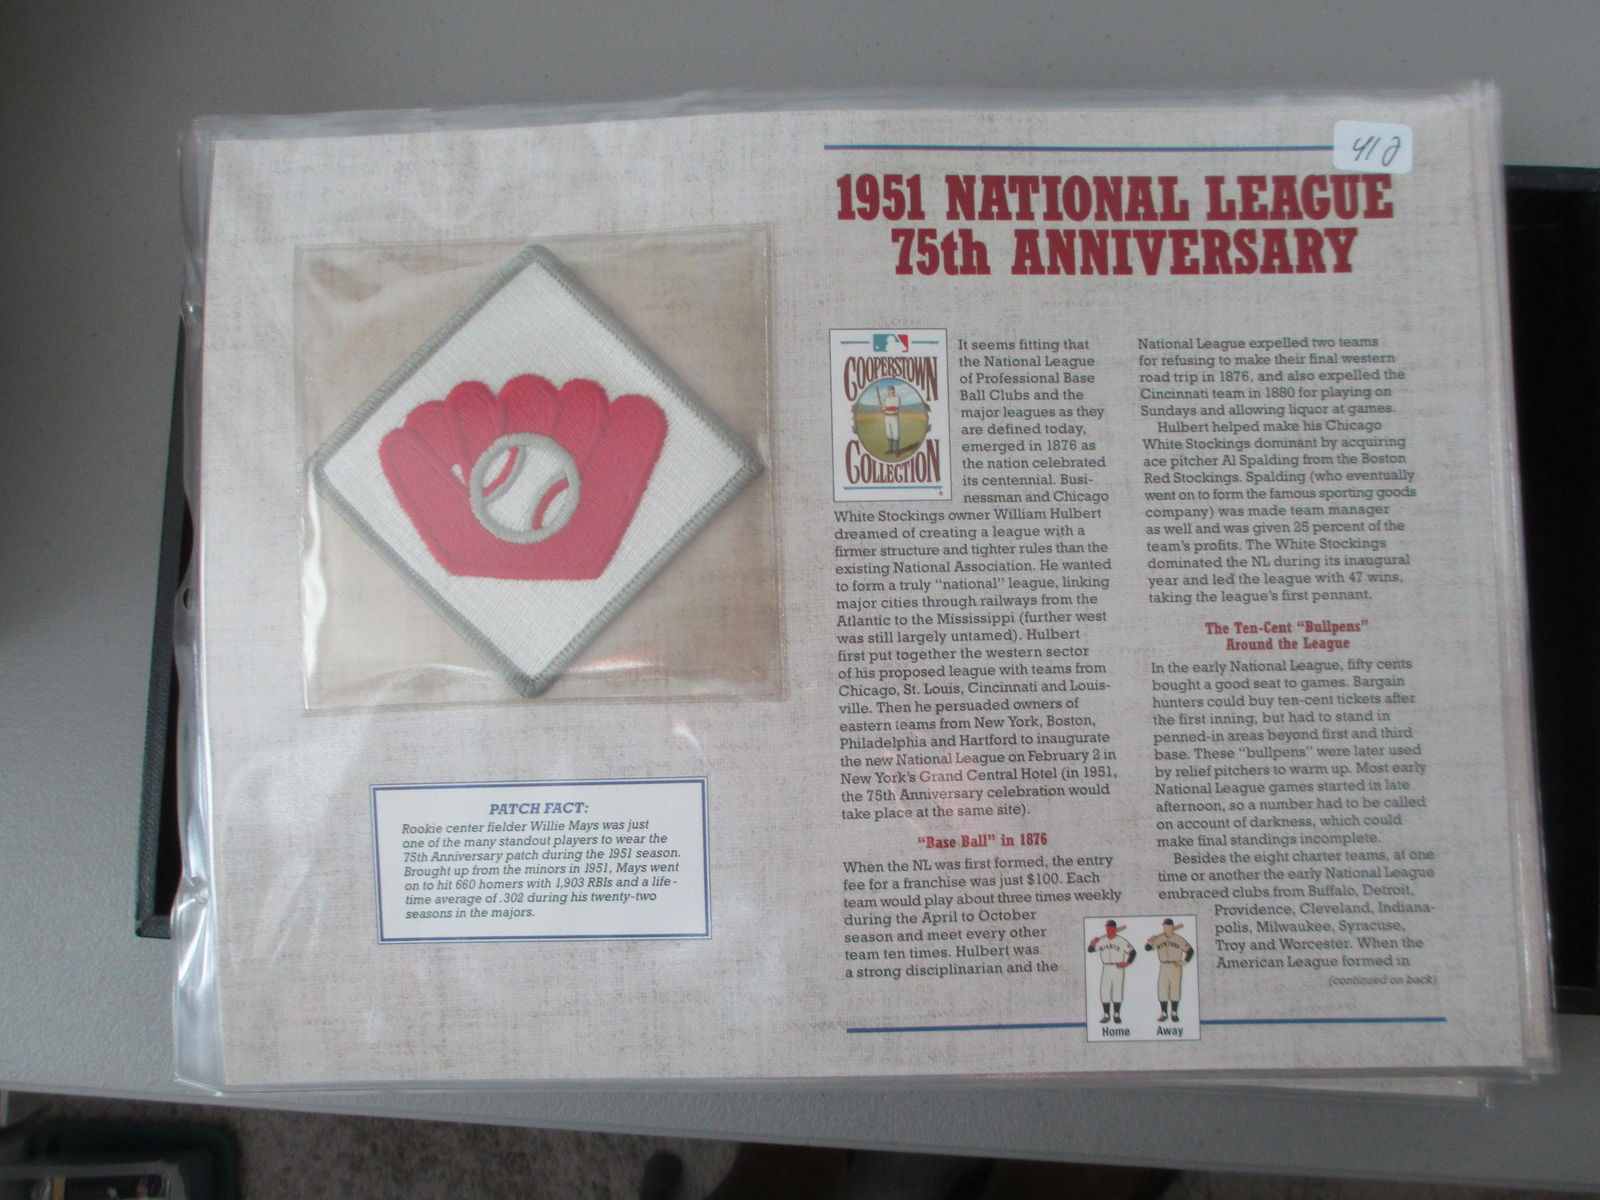 412
1951 NATIONAL LEAGUE
75th ANNIVERSARY
COOPERSTOWN
COLLECTION
It seems fitting that
the National League
of Professional Base
Ball Clubs and the
major leagues as they
are defined today,
emerged in 1876 as
the nation celebrated
its centennial. Busi-
nessman and Chicago
White Stockings owner William Hulbert
dreamed of creating a league with a
firmer structure and tighter rules than the
existing National Association. He wanted
to form a truly "national" league, linking
major cities through railways from the
Atlantic to the Mississippi (further west
was still largely untamed). Hulbert
first put together the western sector
of his proposed league with teams from
Chicago, St. Louis, Cincinnati and Louis-
ville. Then he persuaded owners of
eastern teams from New York, Boston,
Philadelphia and Hartford to inaugurate
the new National League on February 2 in
New York's Grand Central Hotel (in 1951,
the 75th Anniversary celebration would
take place at the same site).
"Base Ball" in 1876
When the NL was first formed, the entry
fee for a franchise was just $100. Each
team would play about three times weekly
during the April to October
season and meet every other
team ten times. Hulbert was
a strong disciplinarian and the
National League expelled two teams
for refusing to make their final western
road trip in 1876, and also expelled the
Cincinnati team in 1880 for playing on
Sundays and allowing liquor at games.
Hulbert helped make his Chicago
White Stockings dominant by acquiring
ace pitcher Al Spalding from the Boston
Red Stockings. Spalding (who eventually
went on to form the famous sporting goods
company) was made team manager
as well and was given 25 percent of the
team's profits. The White Stockings
dominated the NL during its inaugural
year and led the league with 47 wins,
taking the league's first pennant.
The Ten-Cent "Bullpens"
Around the League
In the early National League, fifty cents
bought a good seat to games. Bargain
hunters could buy ten-cent tickets after
the first inning, but had to stand in
penned-in areas beyond first and third
base. These "bullpens" were later used
by relief pitchers to warm up. Most early
National League games started in late
afternoon, so a number had to be called
on account of darkness, which could
make final standings incomplete.
Besides the eight charter teams, at one
time or another the early National League
embraced clubs from Buffalo, Detroit,
Providence, Cleveland, Indiana-
polis, Milwaukee, Syracuse,
Troy and Worcester. When the
American League formed in
(continued on back)
GIANTS
NEW YORK
Home Away
PATCH FACT:
Rookie center fielder Willie Mays was just
one of the many standout players to wear the
75th Anniversary patch during the 1951 season.
Brought up from the minors in 1951, Mays went
on to hit 660 homers with 1,903 RBIs and a life-
time average of .302 during his twenty-two
seasons in the majors.